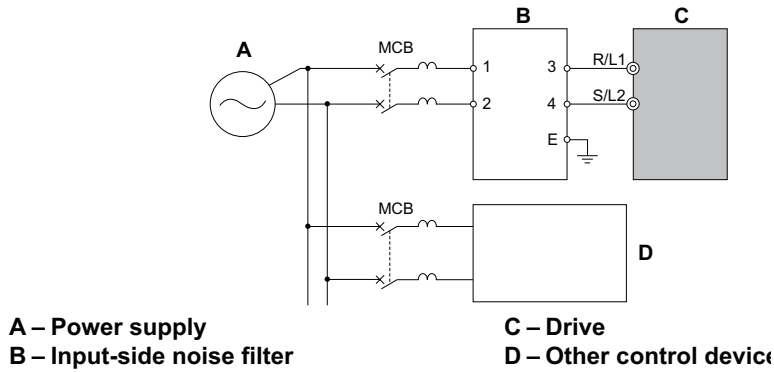 B
C
A
MCB
1
3
R/L1
2
4
S/L2
E
MCB
D
A – Power supply
C – Drive
B – Input-side noise filter
D – Other control device